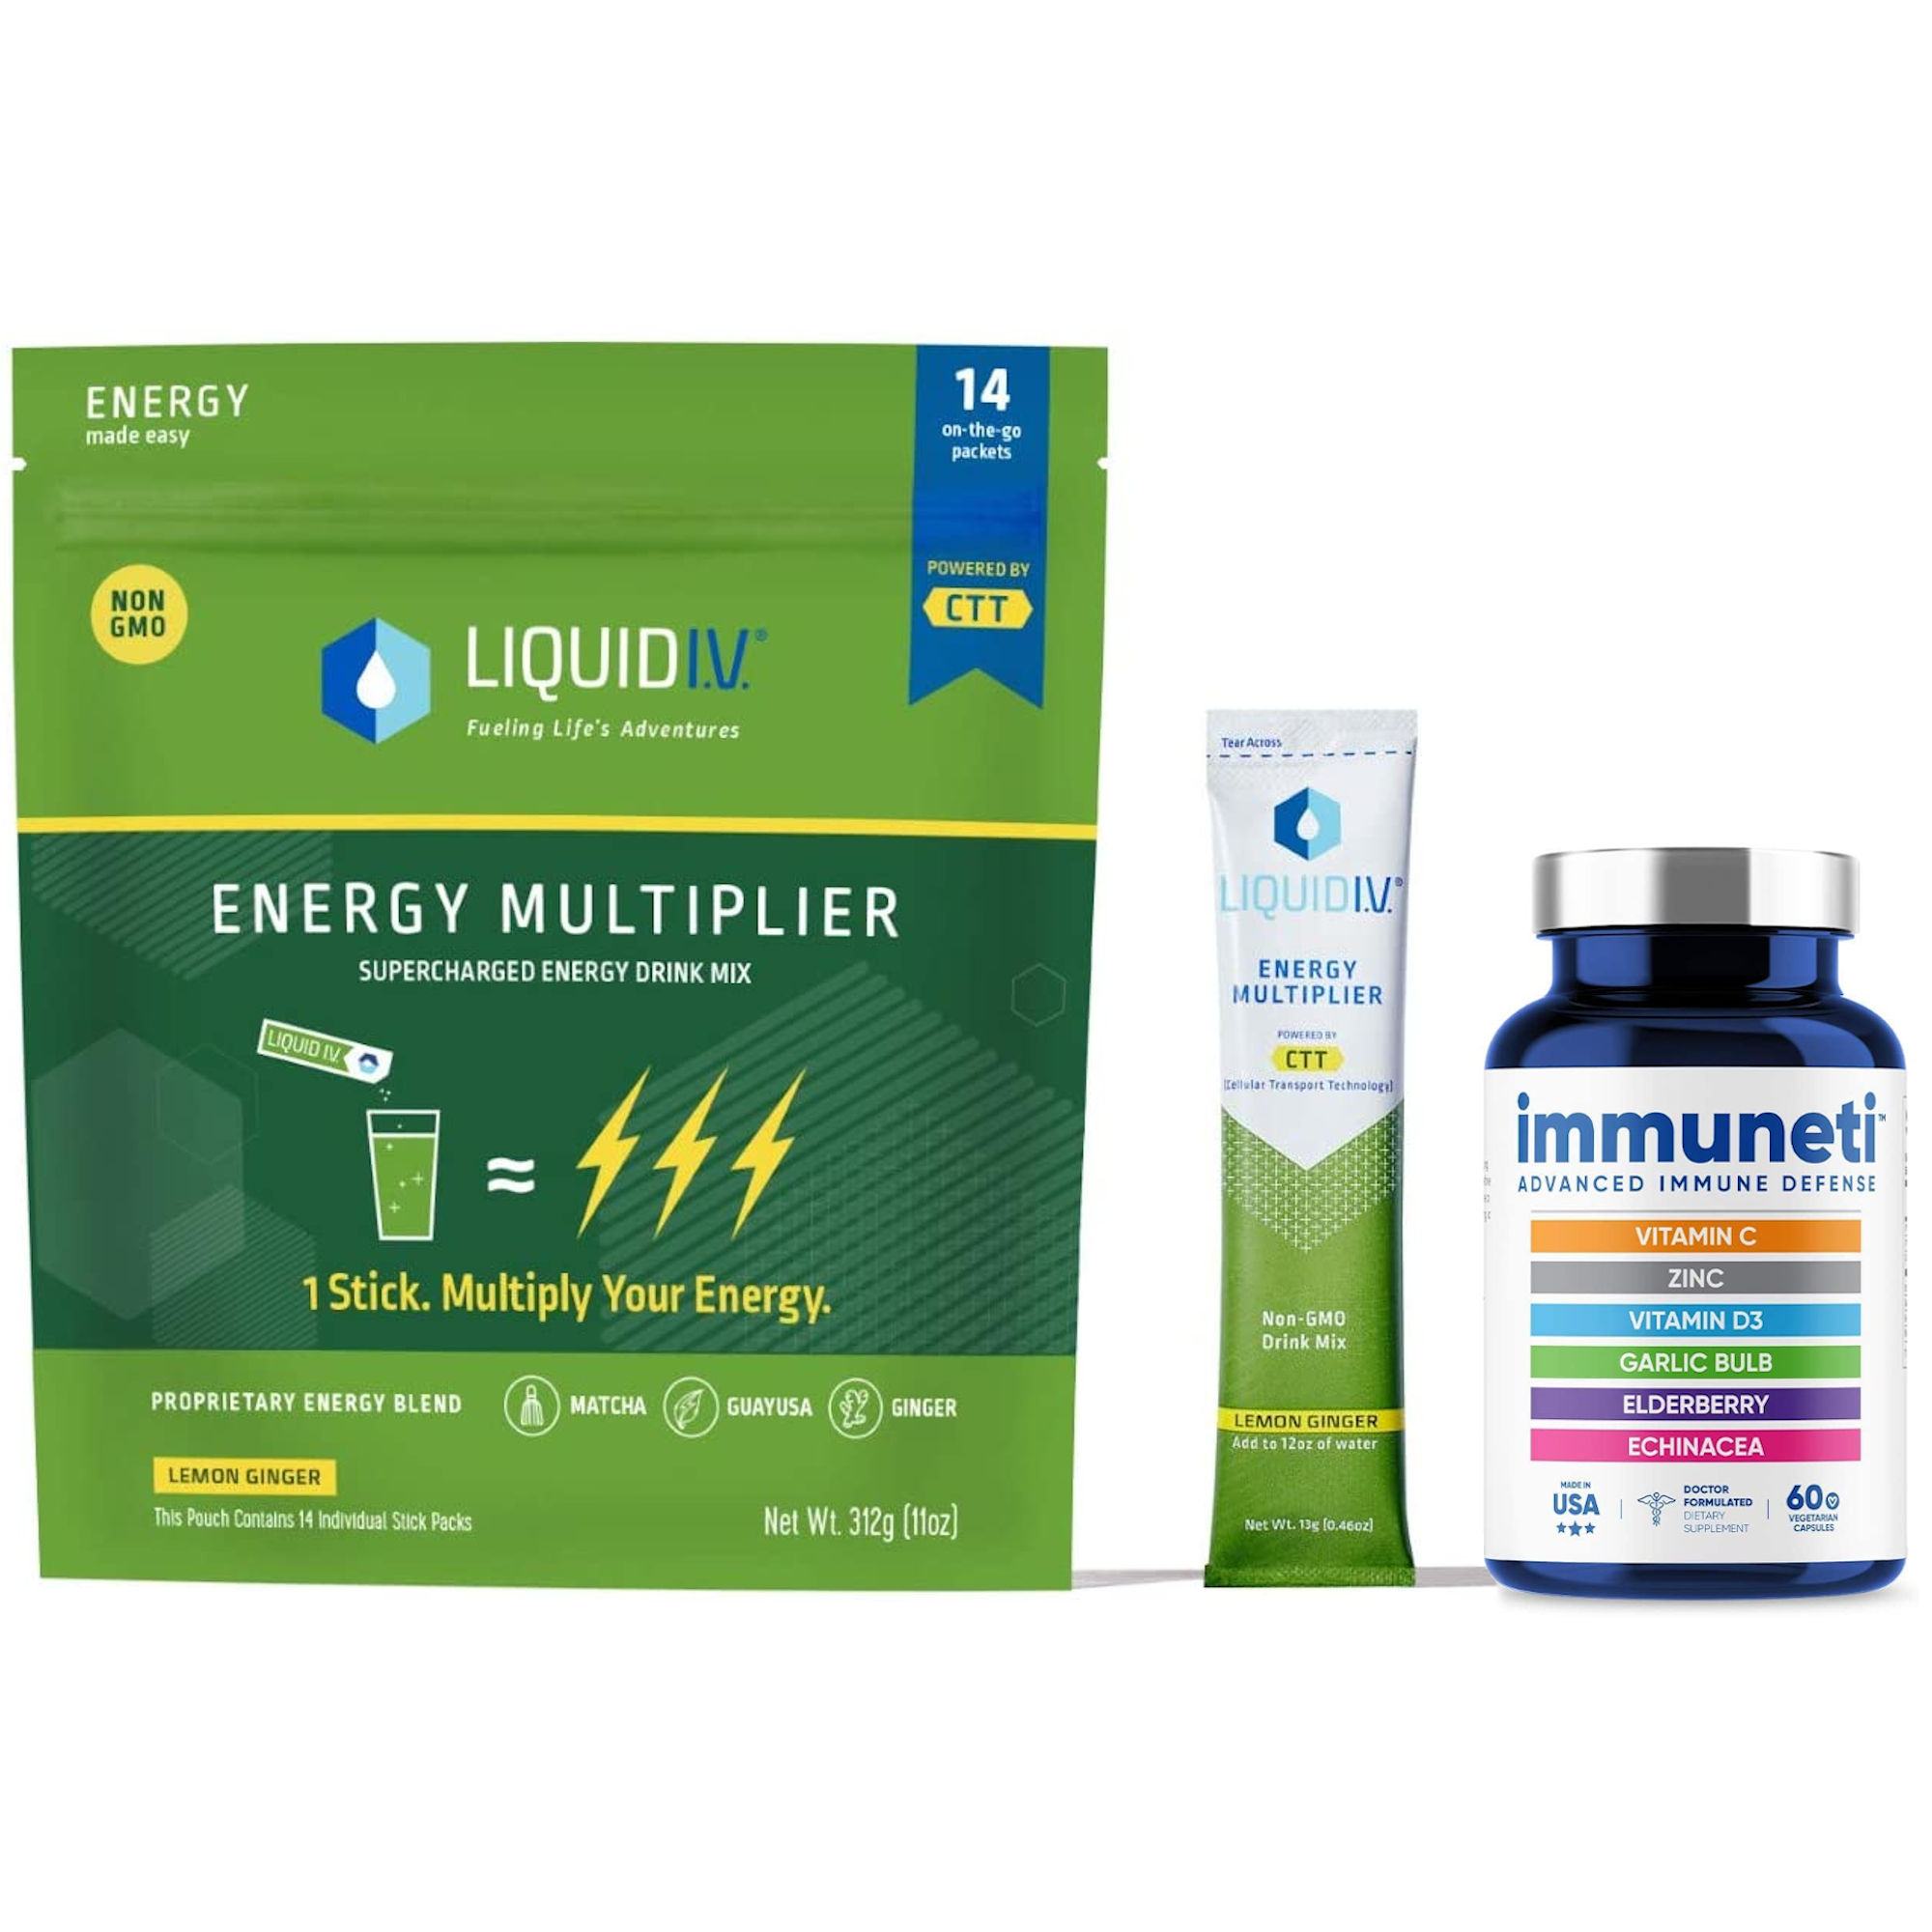 ENERGY
made easy
14
on-the-go
packets
POWERED BY
CTT
NON
GMO
LIQUID I.V.®
Fueling Life's Adventures
ENERGY MULTIPLIER
SUPERCHARGED ENERGY DRINK MIX
LIQUID I.V.
≈
1 Stick. Multiply Your Energy.
PROPRIETARY ENERGY BLEND MATCHA GUAYUSA GINGER
LEMON GINGER
This Pouch Contains 14 Individual Stick Packs
Net Wt. 312g (11oz)
Tear Across
LIQUID I.V.®
ENERGY
MULTIPLIER
POWERED BY
CTT
(Cellular Transport Technology)
Non-GMO
Drink Mix
LEMON GINGER
Add to 12oz of water
Net Wt. 13g (0.46oz)
immuneti™
ADVANCED IMMUNE DEFENSE
VITAMIN C
ZINC
VITAMIN D3
GARLIC BULB
ELDERBERRY
ECHINACEA
MADE IN
USA
DOCTOR
FORMULATED
DIETARY
SUPPLEMENT
60
VEGETARIAN
CAPSULES